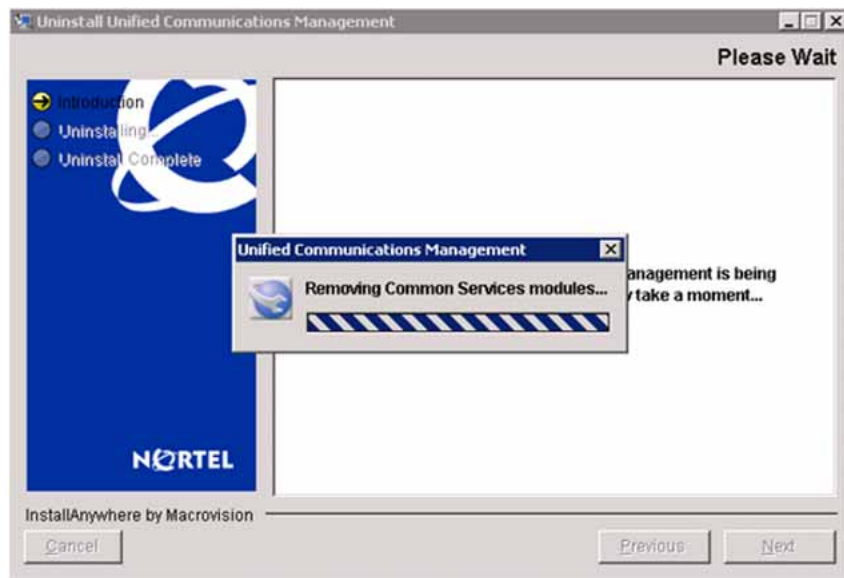 Uninstall Unified Communications Management
Please Wait
Introduction
Uninstalling...
Uninstall Complete
Unified Communications Management
Removing Common Services modules...
anagement is being
take a moment...
NORTEL
InstallAnywhere by Macrovision
Cancel
Previous
Next